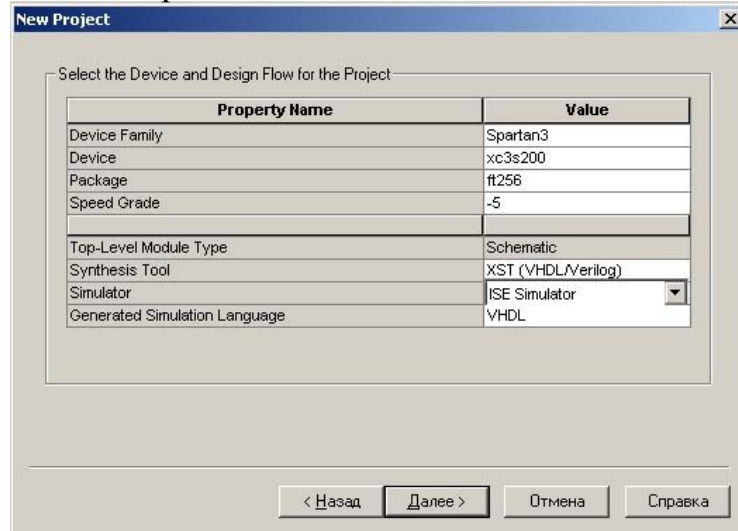 New Project
Select the Device and Design Flow for the Project
Property Name Value
Device Family Spartan3
Device xc3s200
Package ft256
Speed Grade -5
Top-Level Module Type Schematic
Synthesis Tool XST (VHDL/Verilog)
Simulator ISE Simulator
Generated Simulation Language VHDL
< Назад Далее > Отмена Справка